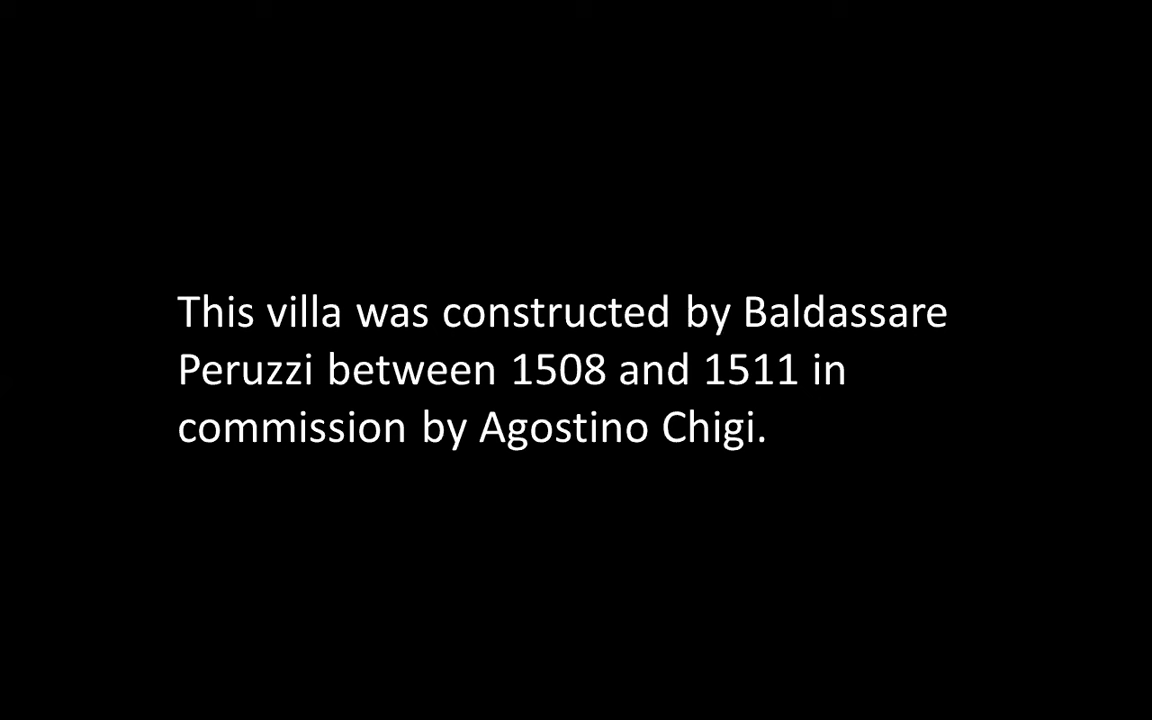 This villa was constructed by Baldassare
Peruzzi between 1508 and 1511 in
commission by Agostino Chigi.